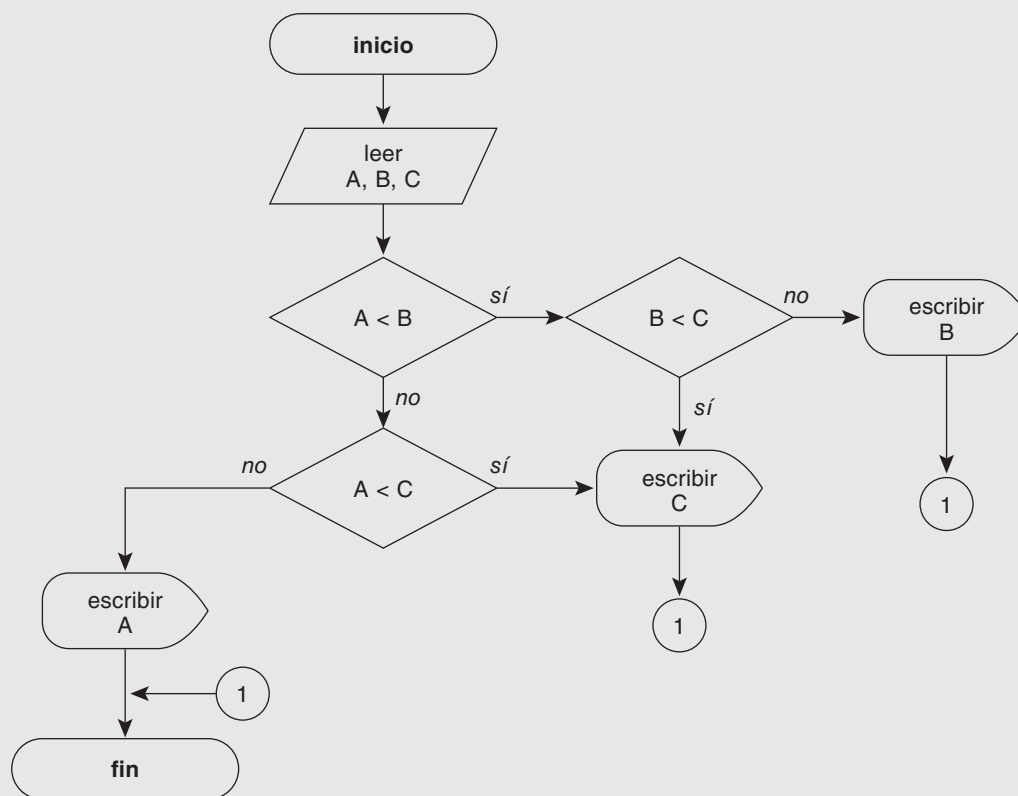 inicio
leer
A, B, C
A < B
sí
B < C
no
escribir
B
no
sí
no
A < C
sí
escribir
C
1
escribir
A
1
1
fin